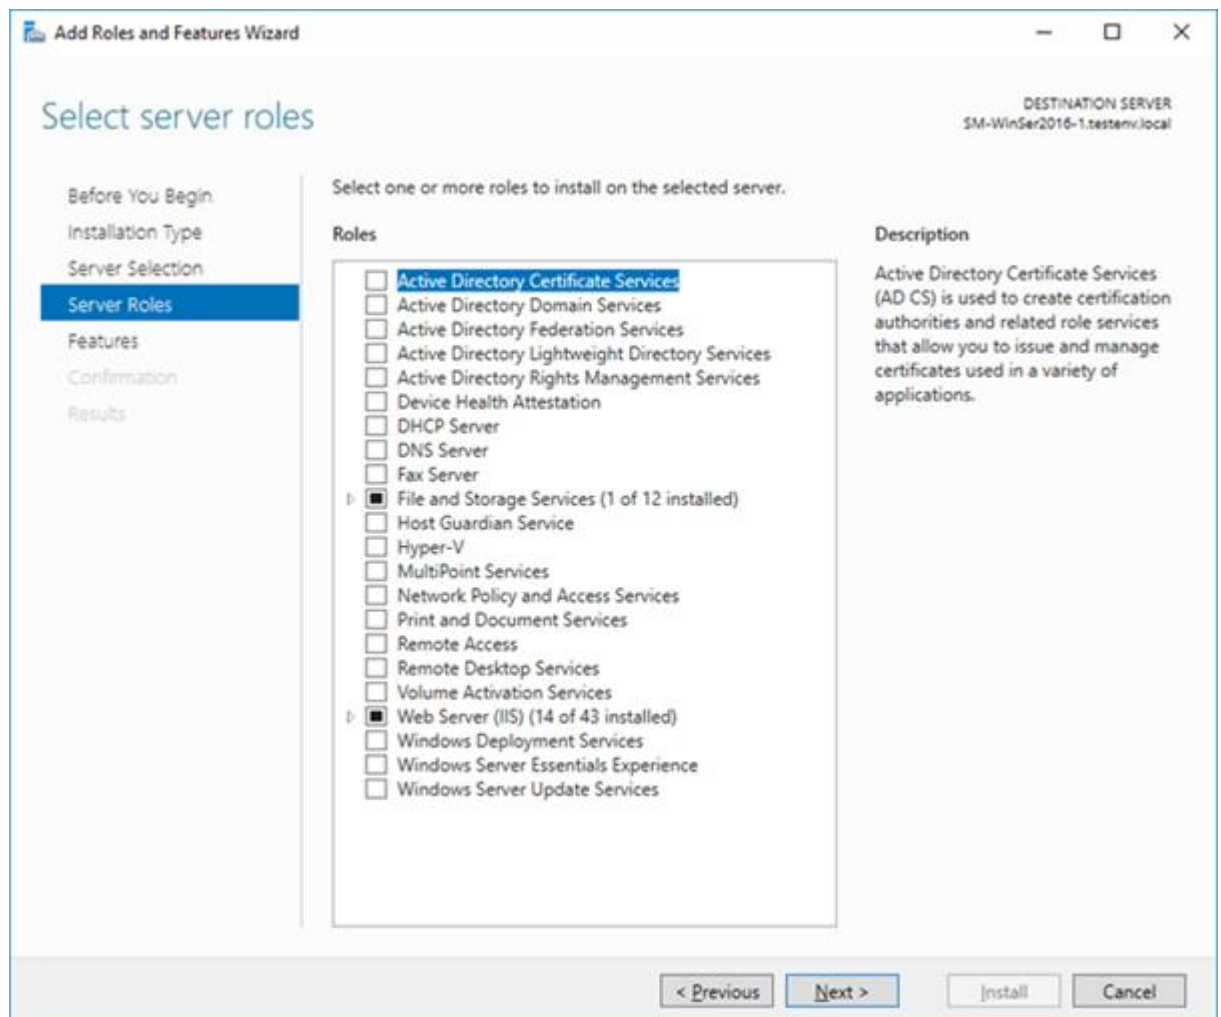 Add Roles and Features Wizard
Select server roles
DESTINATION SERVER
SM-WinSer2016-1.testenv.local
Before You Begin
Installation Type
Server Selection
Server Roles
Features
Confirmation
Results
Select one or more roles to install on the selected server.
Roles
Active Directory Certificate Services
Active Directory Domain Services
Active Directory Federation Services
Active Directory Lightweight Directory Services
Active Directory Rights Management Services
Device Health Attestation
DHCP Server
DNS Server
Fax Server
File and Storage Services (1 of 12 installed)
Host Guardian Service
Hyper-V
MultiPoint Services
Network Policy and Access Services
Print and Document Services
Remote Access
Remote Desktop Services
Volume Activation Services
Web Server (IIS) (14 of 43 installed)
Windows Deployment Services
Windows Server Essentials Experience
Windows Server Update Services
Description
Active Directory Certificate Services
(AD CS) is used to create certification
authorities and related role services
that allow you to issue and manage
certificates used in a variety of
applications.
< Previous
Next >
Install
Cancel